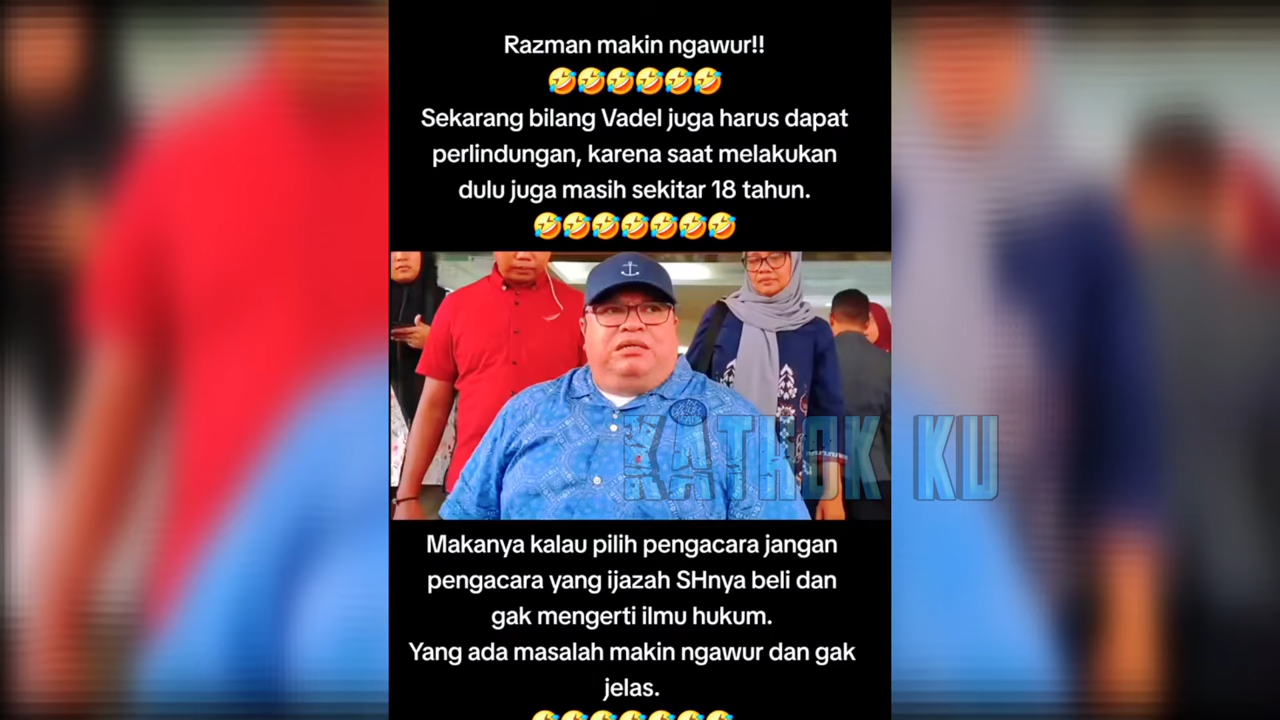 Razman makin ngawur!!
🤣🤣🤣🤣🤣🤣
Sekarang bilang Vadel juga harus dapat
perlindungan, karena saat melakukan
dulu juga masih sekitar 18 tahun.
🤣🤣🤣🤣🤣🤣🤣
KATHOK KU
Makanya kalau pilih pengacara jangan
pengacara yang ijazah SHnya beli dan
gak mengerti ilmu hukum.
Yang ada masalah makin ngawur dan gak
jelas.
🤣🤣🤣🤣🤣🤣🤣